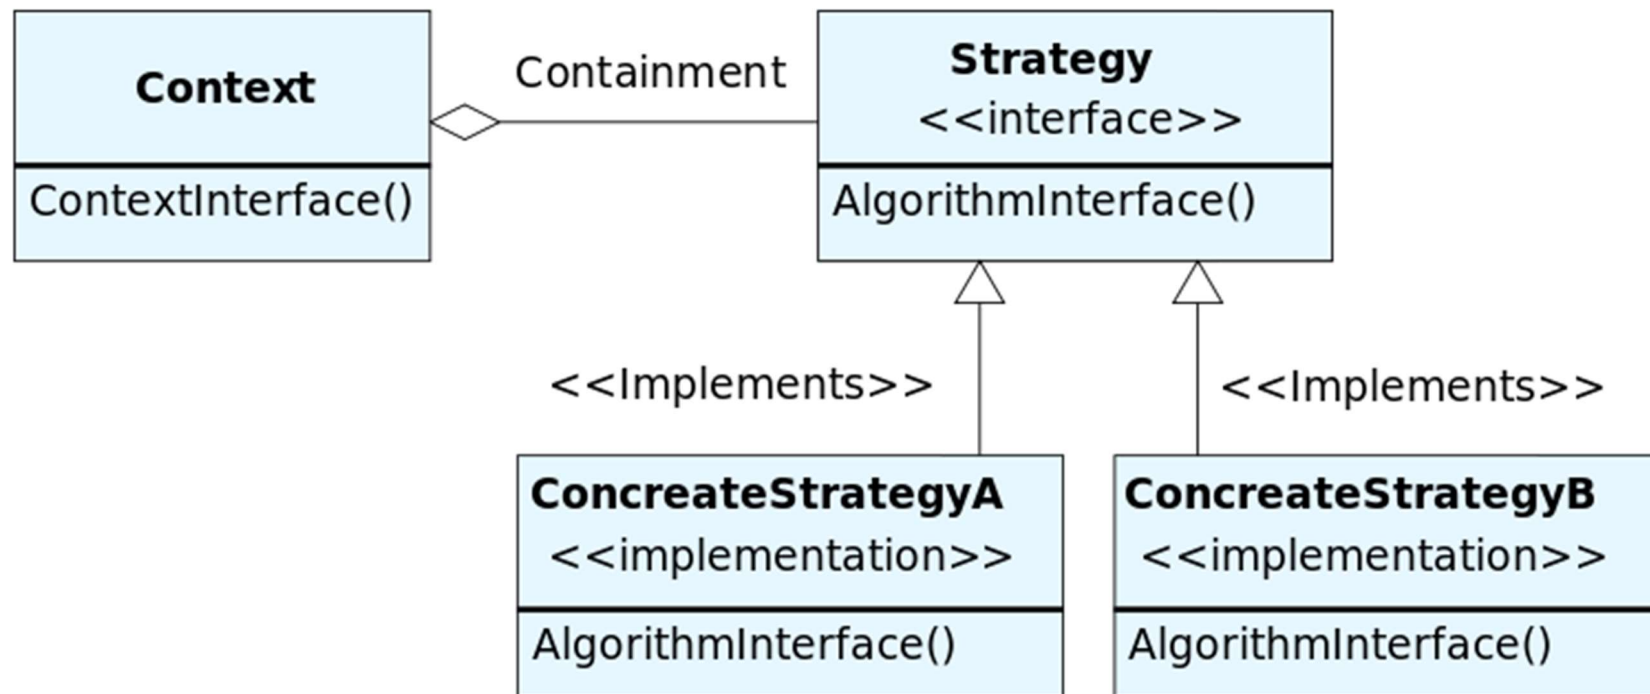 Context
ContextInterface()
Containment
Strategy
<<interface>>
AlgorithmInterface()
<<Implements>>
<<Implements>>
ConcreateStrategyA
<<implementation>>
AlgorithmInterface()
ConcreateStrategyB
<<implementation>>
AlgorithmInterface()